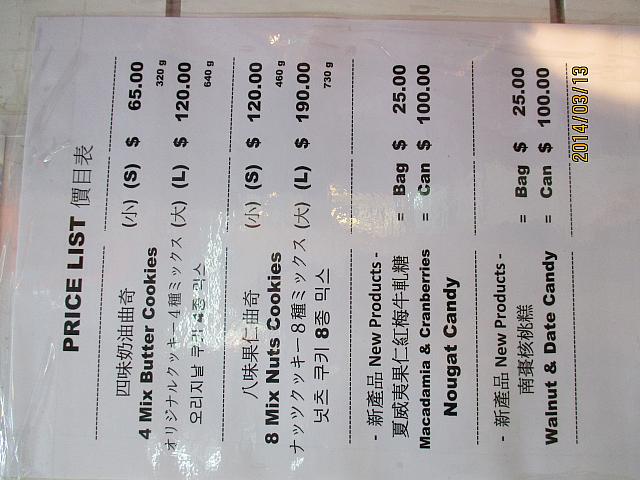 PRICE LIST 價目表
四味奶油曲奇 (小) (S) $ 65.00
320 g
4 Mix Butter Cookies
オリジナルクッキー4種ミックス (大) (L) $ 120.00
640 g
오리지날 쿠키 4종 믹스
八味果仁曲奇 (小) (S) $ 120.00
460 g
8 Mix Nuts Cookies
ナッツクッキー8種ミックス (大) (L) $ 190.00
730 g
넛츠 쿠키 8종 믹스
- 新產品 New Products -
夏威夷果仁紅梅牛軋糖 = Bag $ 25.00
Macadamia & Cranberries = Can $ 100.00
Nougat Candy
- 新產品 New Products -
南棗核桃糕 = Bag $ 25.00
Walnut & Date Candy = Can $ 100.00
2014/03/13